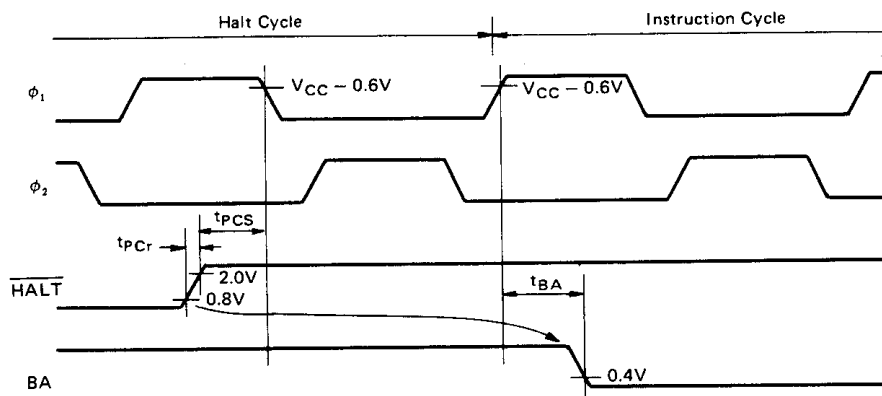 Halt Cycle
Instruction Cycle
ϕ1
VCC − 0.6V
VCC − 0.6V
ϕ2
tPCS
tPCr
HALT
2.0V
0.8V
tBA
BA
0.4V